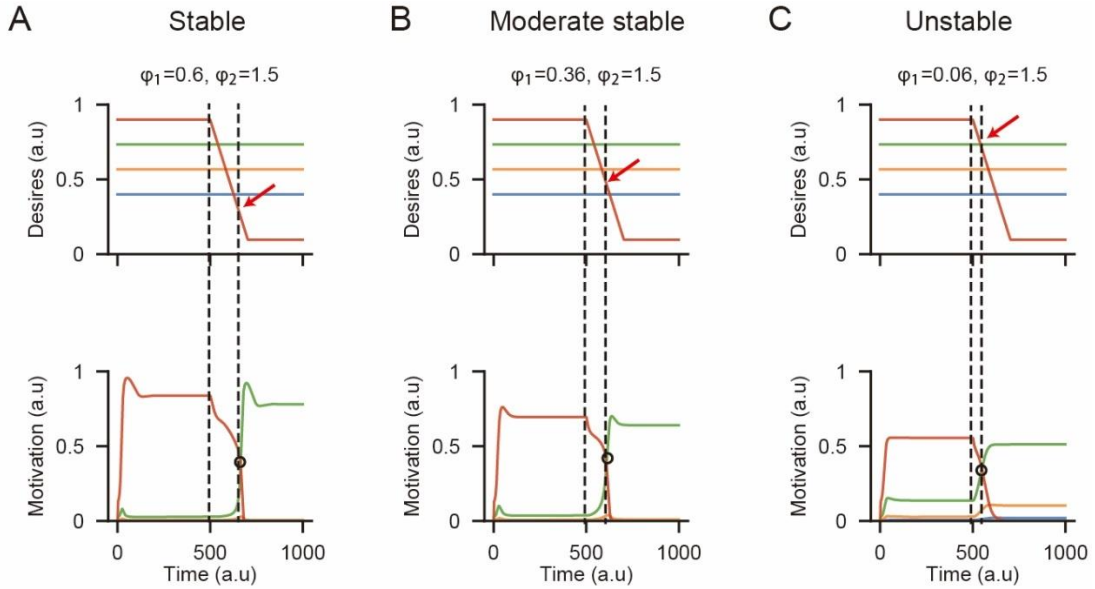 A
Stable
φ₁=0.6, φ₂=1.5
Desires (a.u)
1
0.5
0
Motivation (a.u)
1
0.5
0
0
500
1000
Time (a.u)
B
Moderate stable
φ₁=0.36, φ₂=1.5
Desires (a.u)
1
0.5
0
Motivation (a.u)
1
0.5
0
0
500
1000
Time (a.u)
C
Unstable
φ₁=0.06, φ₂=1.5
Desires (a.u)
1
0.5
0
Motivation (a.u)
1
0.5
0
0
500
1000
Time (a.u)